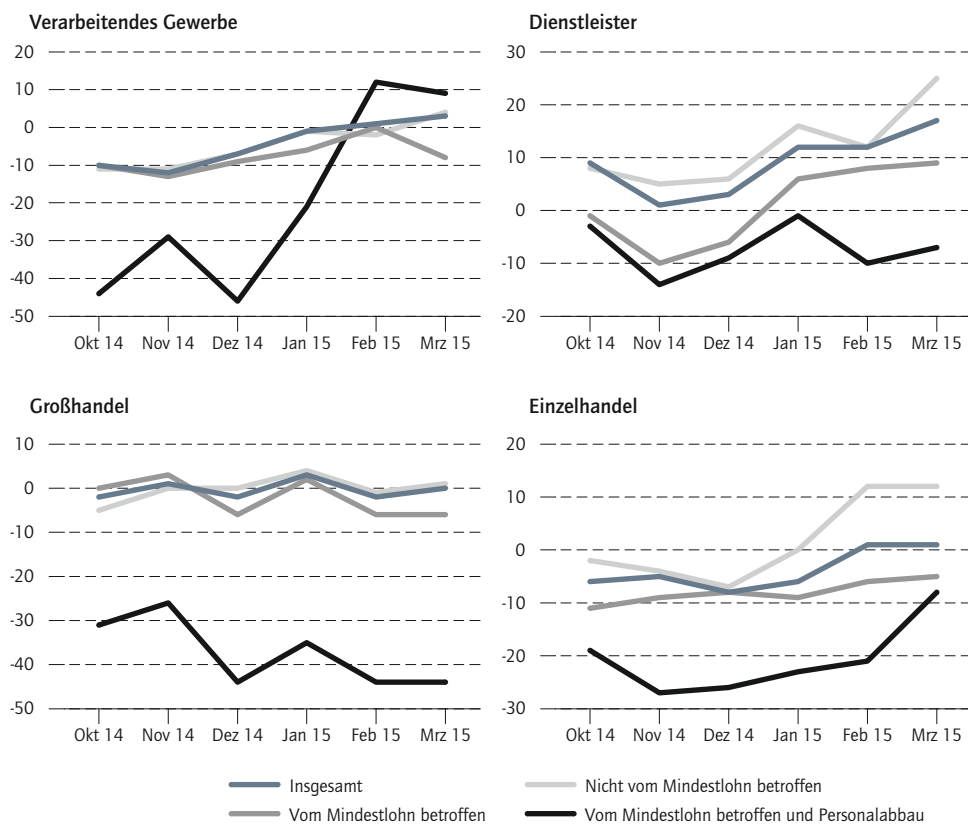 Verarbeitendes Gewerbe
20
10
0
-10
-20
-30
-40
-50
Okt 14 Nov 14 Dez 14 Jan 15 Feb 15 Mrz 15
Dienstleister
30
20
10
0
-10
-20
Okt 14 Nov 14 Dez 14 Jan 15 Feb 15 Mrz 15
Großhandel
10
0
-10
-20
-30
-40
-50
Okt 14 Nov 14 Dez 14 Jan 15 Feb 15 Mrz 15
Einzelhandel
20
10
0
-10
-20
-30
Okt 14 Nov 14 Dez 14 Jan 15 Feb 15 Mrz 15
Insgesamt
Nicht vom Mindestlohn betroffen
Vom Mindestlohn betroffen
Vom Mindestlohn betroffen und Personalabbau